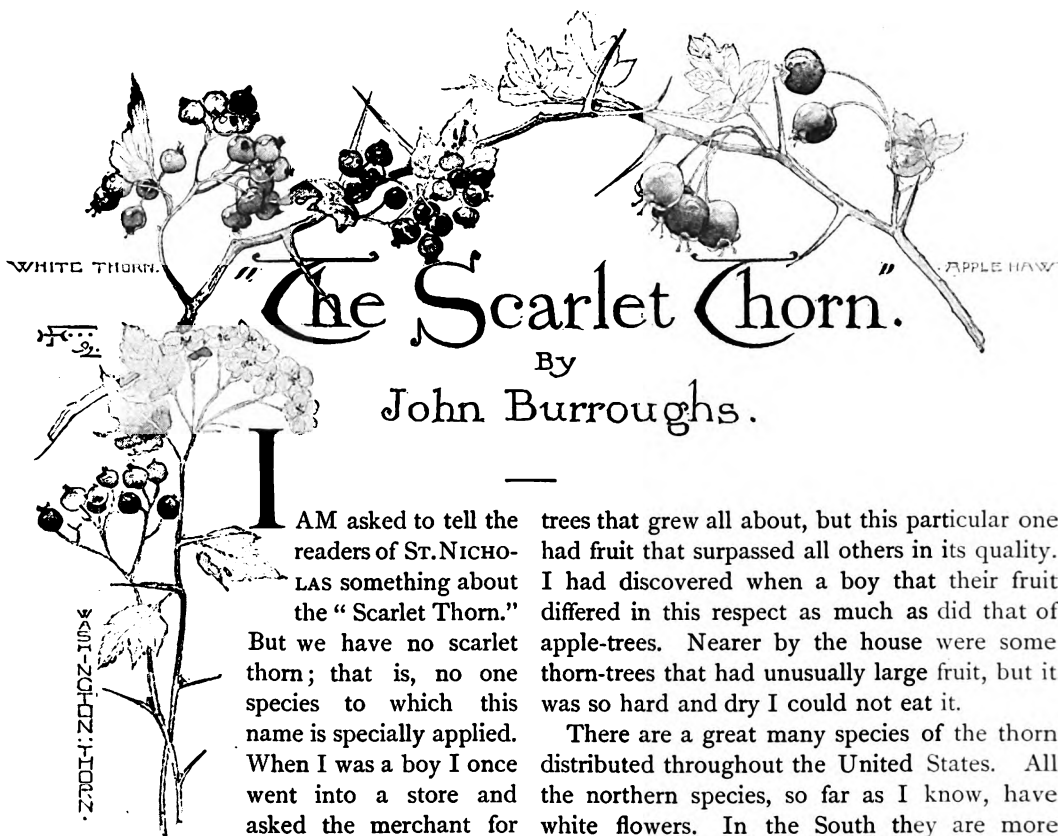 WHITE THORN.
"The Scarlet Thorn."
APPLE HAW
By
John Burroughs.
I AM asked to tell the
readers of ST. NICHO-
LAS something about
the "Scarlet Thorn."
But we have no scarlet
thorn; that is, no one
species to which this
name is specially applied.
When I was a boy I once
went into a store and
asked the merchant for
WASHINGTON THORN.
trees that grew all about, but this particular one
had fruit that surpassed all others in its quality.
I had discovered when a boy that their fruit
differed in this respect as much as did that of
apple-trees. Nearer by the house were some
thorn-trees that had unusually large fruit, but it
was so hard and dry I could not eat it.
There are a great many species of the thorn
distributed throughout the United States. All
the northern species, so far as I know, have
white flowers. In the South they are more